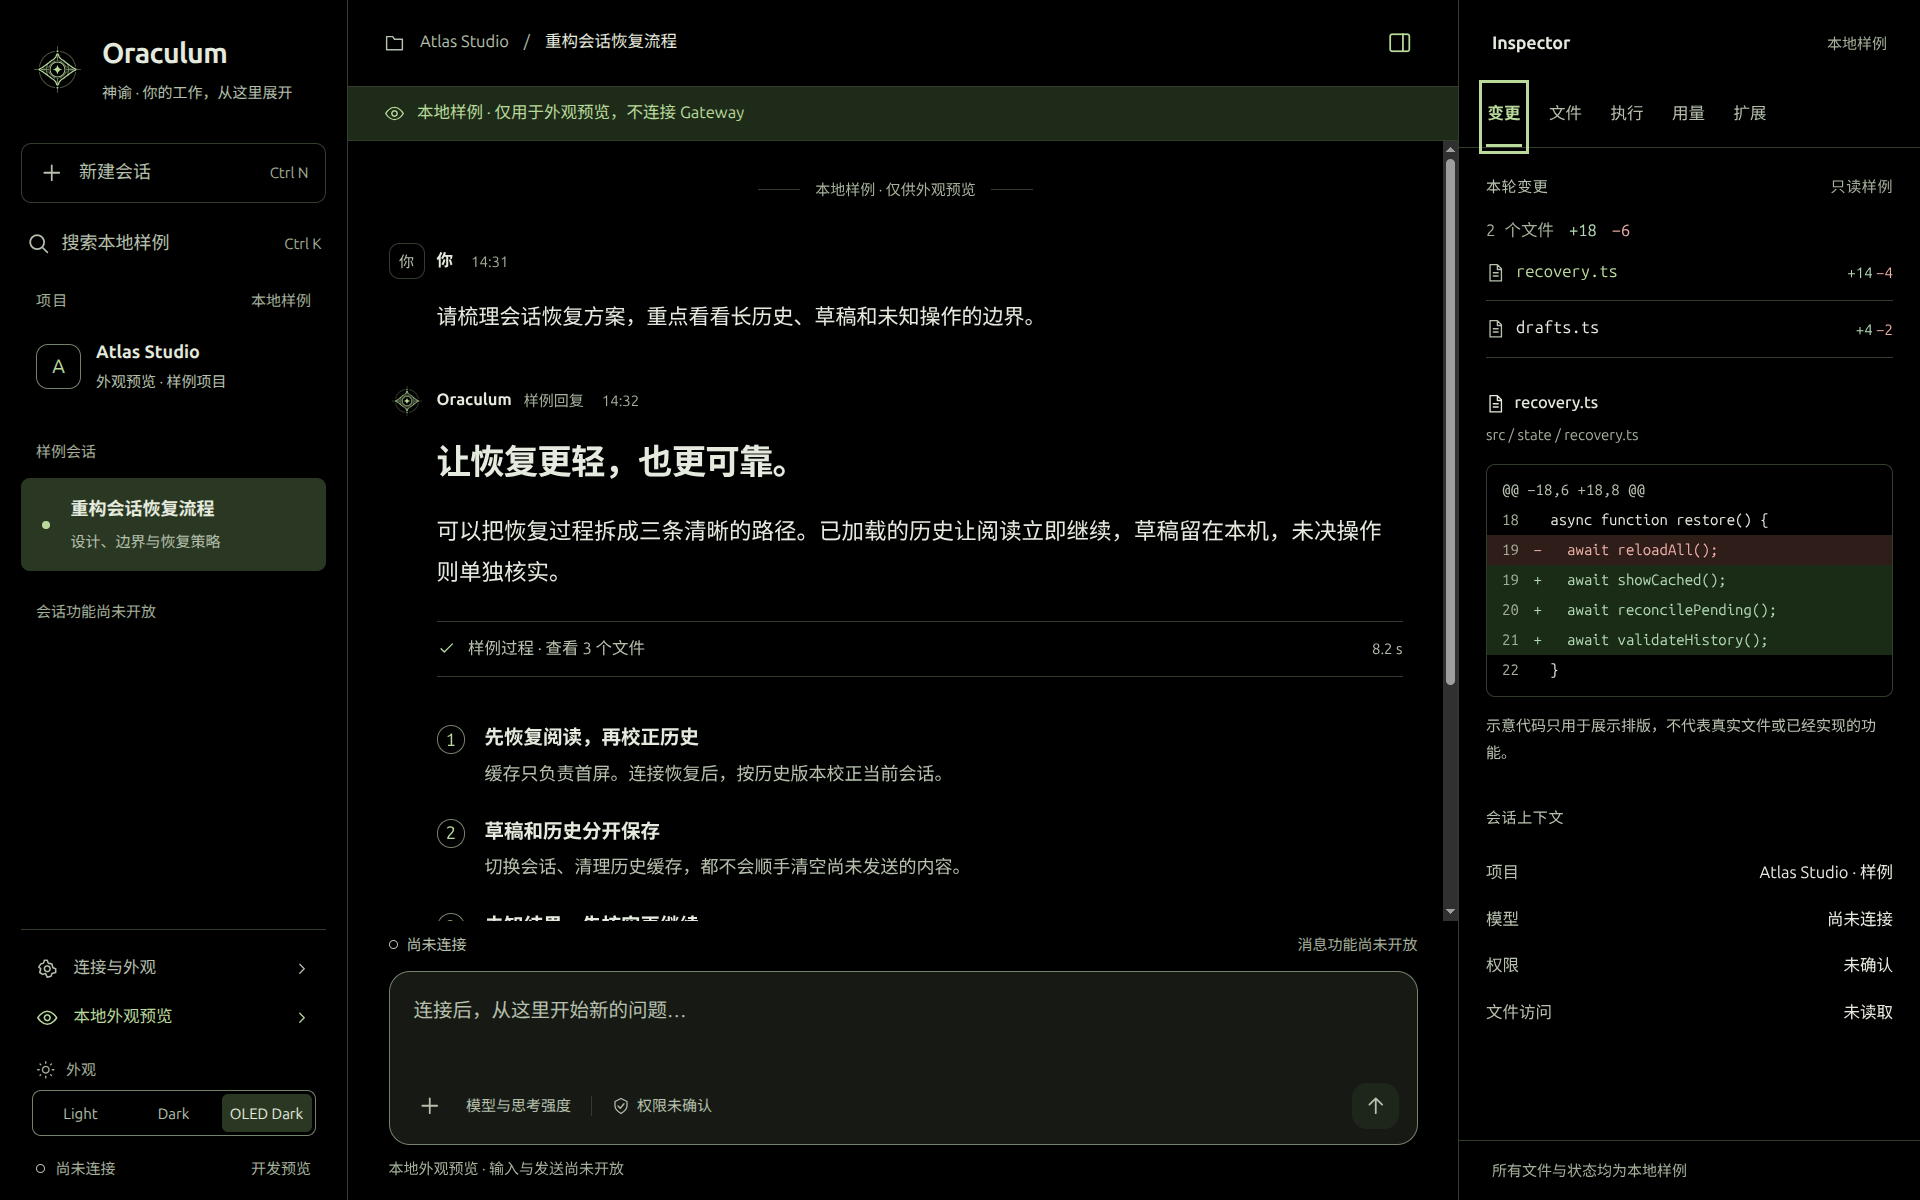 Oraculum
神谕 · 你的工作，从这里展开
新建会话 Ctrl N
搜索本地样例 Ctrl K
项目 本地样例
A
Atlas Studio
外观预览 · 样例项目
样例会话
重构会话恢复流程
设计、边界与恢复策略
会话功能尚未开放
连接与外观
本地外观预览
外观
Light Dark OLED Dark
尚未连接 开发预览
Atlas Studio / 重构会话恢复流程
本地样例 · 仅用于外观预览，不连接 Gateway
本地样例 · 仅供外观预览
你 你 14:31
请梳理会话恢复方案，重点看看长历史、草稿和未知操作的边界。
Oraculum 样例回复 14:32
让恢复更轻，也更可靠。
可以把恢复过程拆成三条清晰的路径。已加载的历史让阅读立即继续，草稿留在本机，未决操作
则单独核实。
样例过程 · 查看 3 个文件 8.2 s
1 先恢复阅读，再校正历史
缓存只负责首屏。连接恢复后，按历史版本校正当前会话。
2 草稿和历史分开保存
切换会话、清理历史缓存，都不会顺手清空尚未发送的内容。
尚未连接 消息功能尚未开放
连接后，从这里开始新的问题…
模型与思考强度 权限未确认
本地外观预览 · 输入与发送尚未开放
Inspector 本地样例
变更 文件 执行 用量 扩展
本轮变更 只读样例
2 个文件 +18 −6
recovery.ts +14 −4
drafts.ts +4 −2
recovery.ts
src / state / recovery.ts
@@ −18,6 +18,8 @@
18 async function restore() {
19 − await reloadAll();
19 + await showCached();
20 + await reconcilePending();
21 + await validateHistory();
22 }
示意代码只用于展示排版，不代表真实文件或已经实现的功
能。
会话上下文
项目 Atlas Studio · 样例
模型 尚未连接
权限 未确认
文件访问 未读取
所有文件与状态均为本地样例